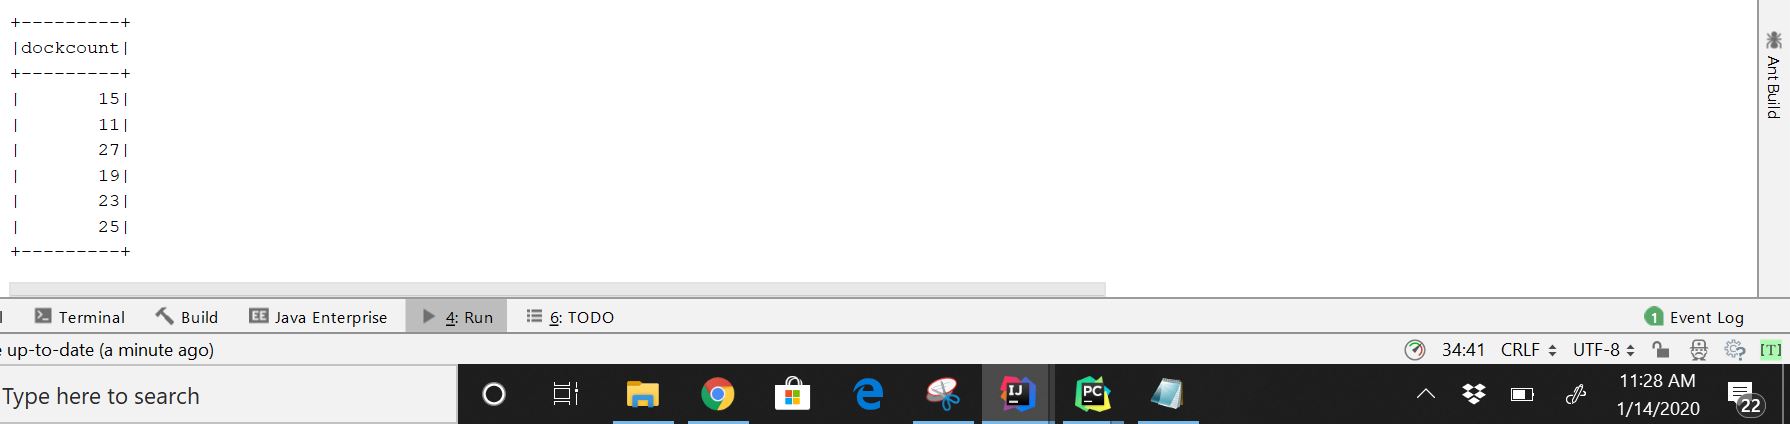 +---------+
|dockcount|
+---------+
|       15|
|       11|
|       27|
|       19|
|       23|
|       25|
+---------+
Ant Build
Terminal Build EE Java Enterprise 4: Run 6: TODO 1 Event Log
up-to-date (a minute ago) 34:41 CRLF UTF-8 [T]
Type here to search IJ PC 11:28 AM
1/14/2020 22